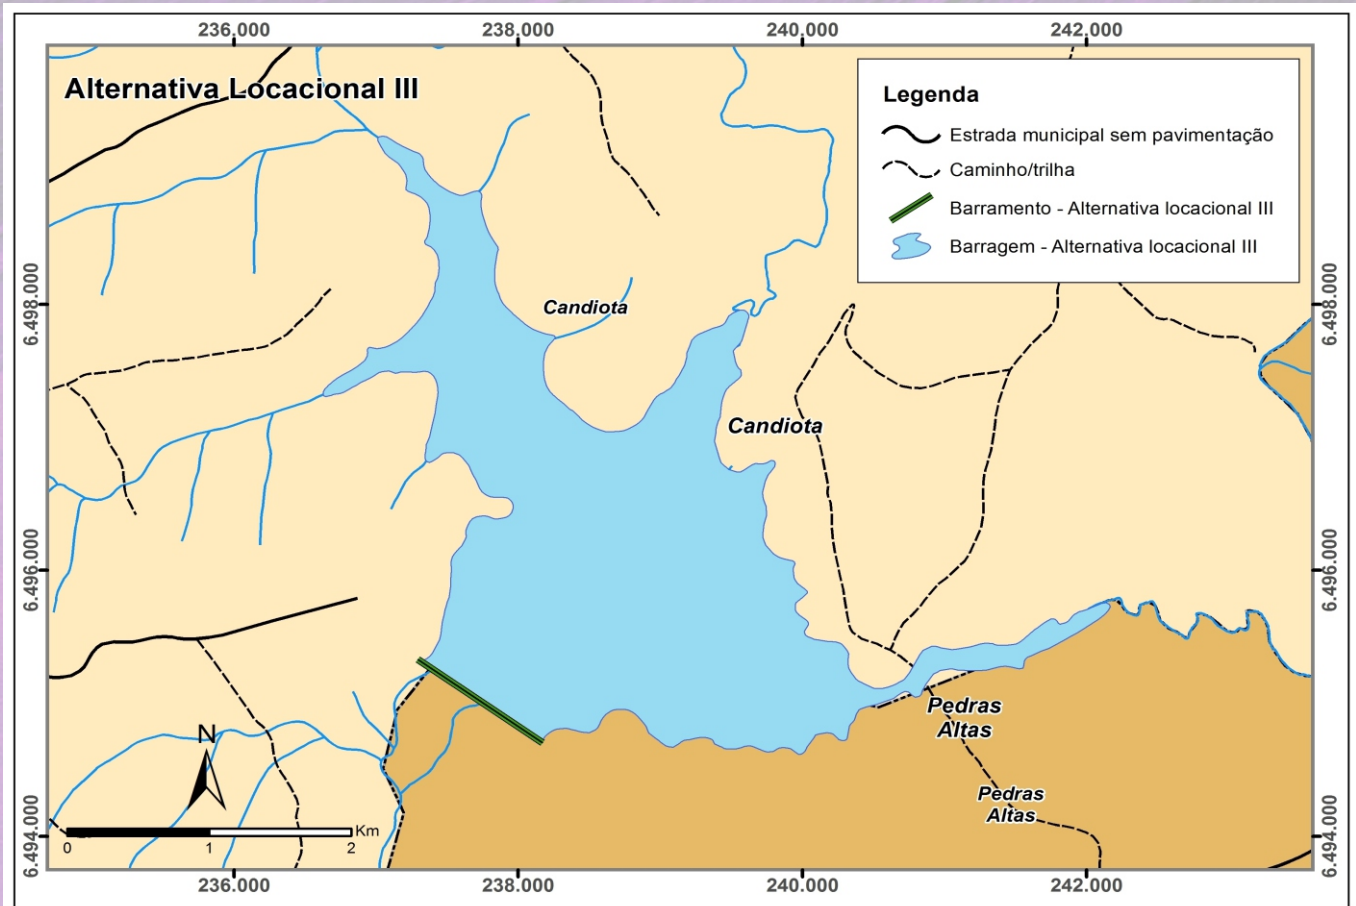 236.000
238.000
240.000
242.000
Alternativa Locacional III
Legenda
Estrada municipal sem pavimentação
Caminho/trilha
Barramento - Alternativa locacional III
Barragem - Alternativa locacional III
6.498.000
6.498.000
Candiota
Candiota
6.496.000
6.496.000
Pedras
Altas
N
Pedras
Altas
6.494.000
6.494.000
Km
0
1
2
236.000
238.000
240.000
242.000